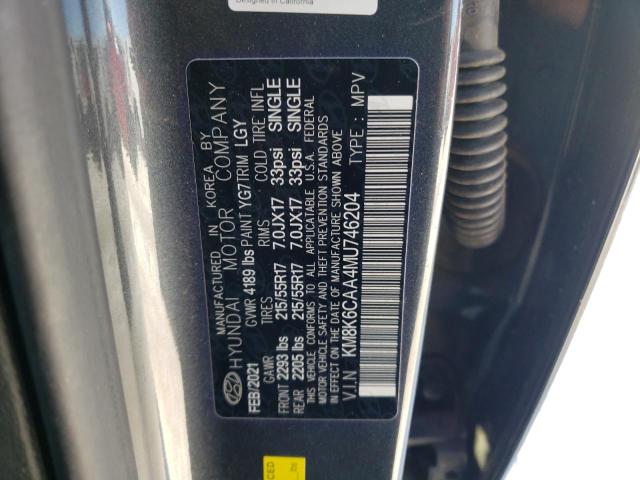 Designed in California
MANUFACTURED IN KOREA BY
HYUNDAI MOTOR COMPANY
FEB/2021 GVWR 4189 lbs PAINT YG7 TRIM LGY
GAWR TIRES RIMS COLD TIRE INFL
FRONT 2293 lbs 215/55R17 7.0JX17 33psi SINGLE
REAR 2205 lbs 215/55R17 7.0JX17 33psi SINGLE
THIS VEHICLE CONFORMS TO ALL APPLICABLE U.S.A. FEDERAL
MOTOR VEHICLE SAFETY AND THEFT PREVENTION STANDARDS
IN EFFECT ON THE DATE OF MANUFACTURE SHOWN ABOVE
V.I.N KM8K6CAA4MU746204 TYPE : MPV